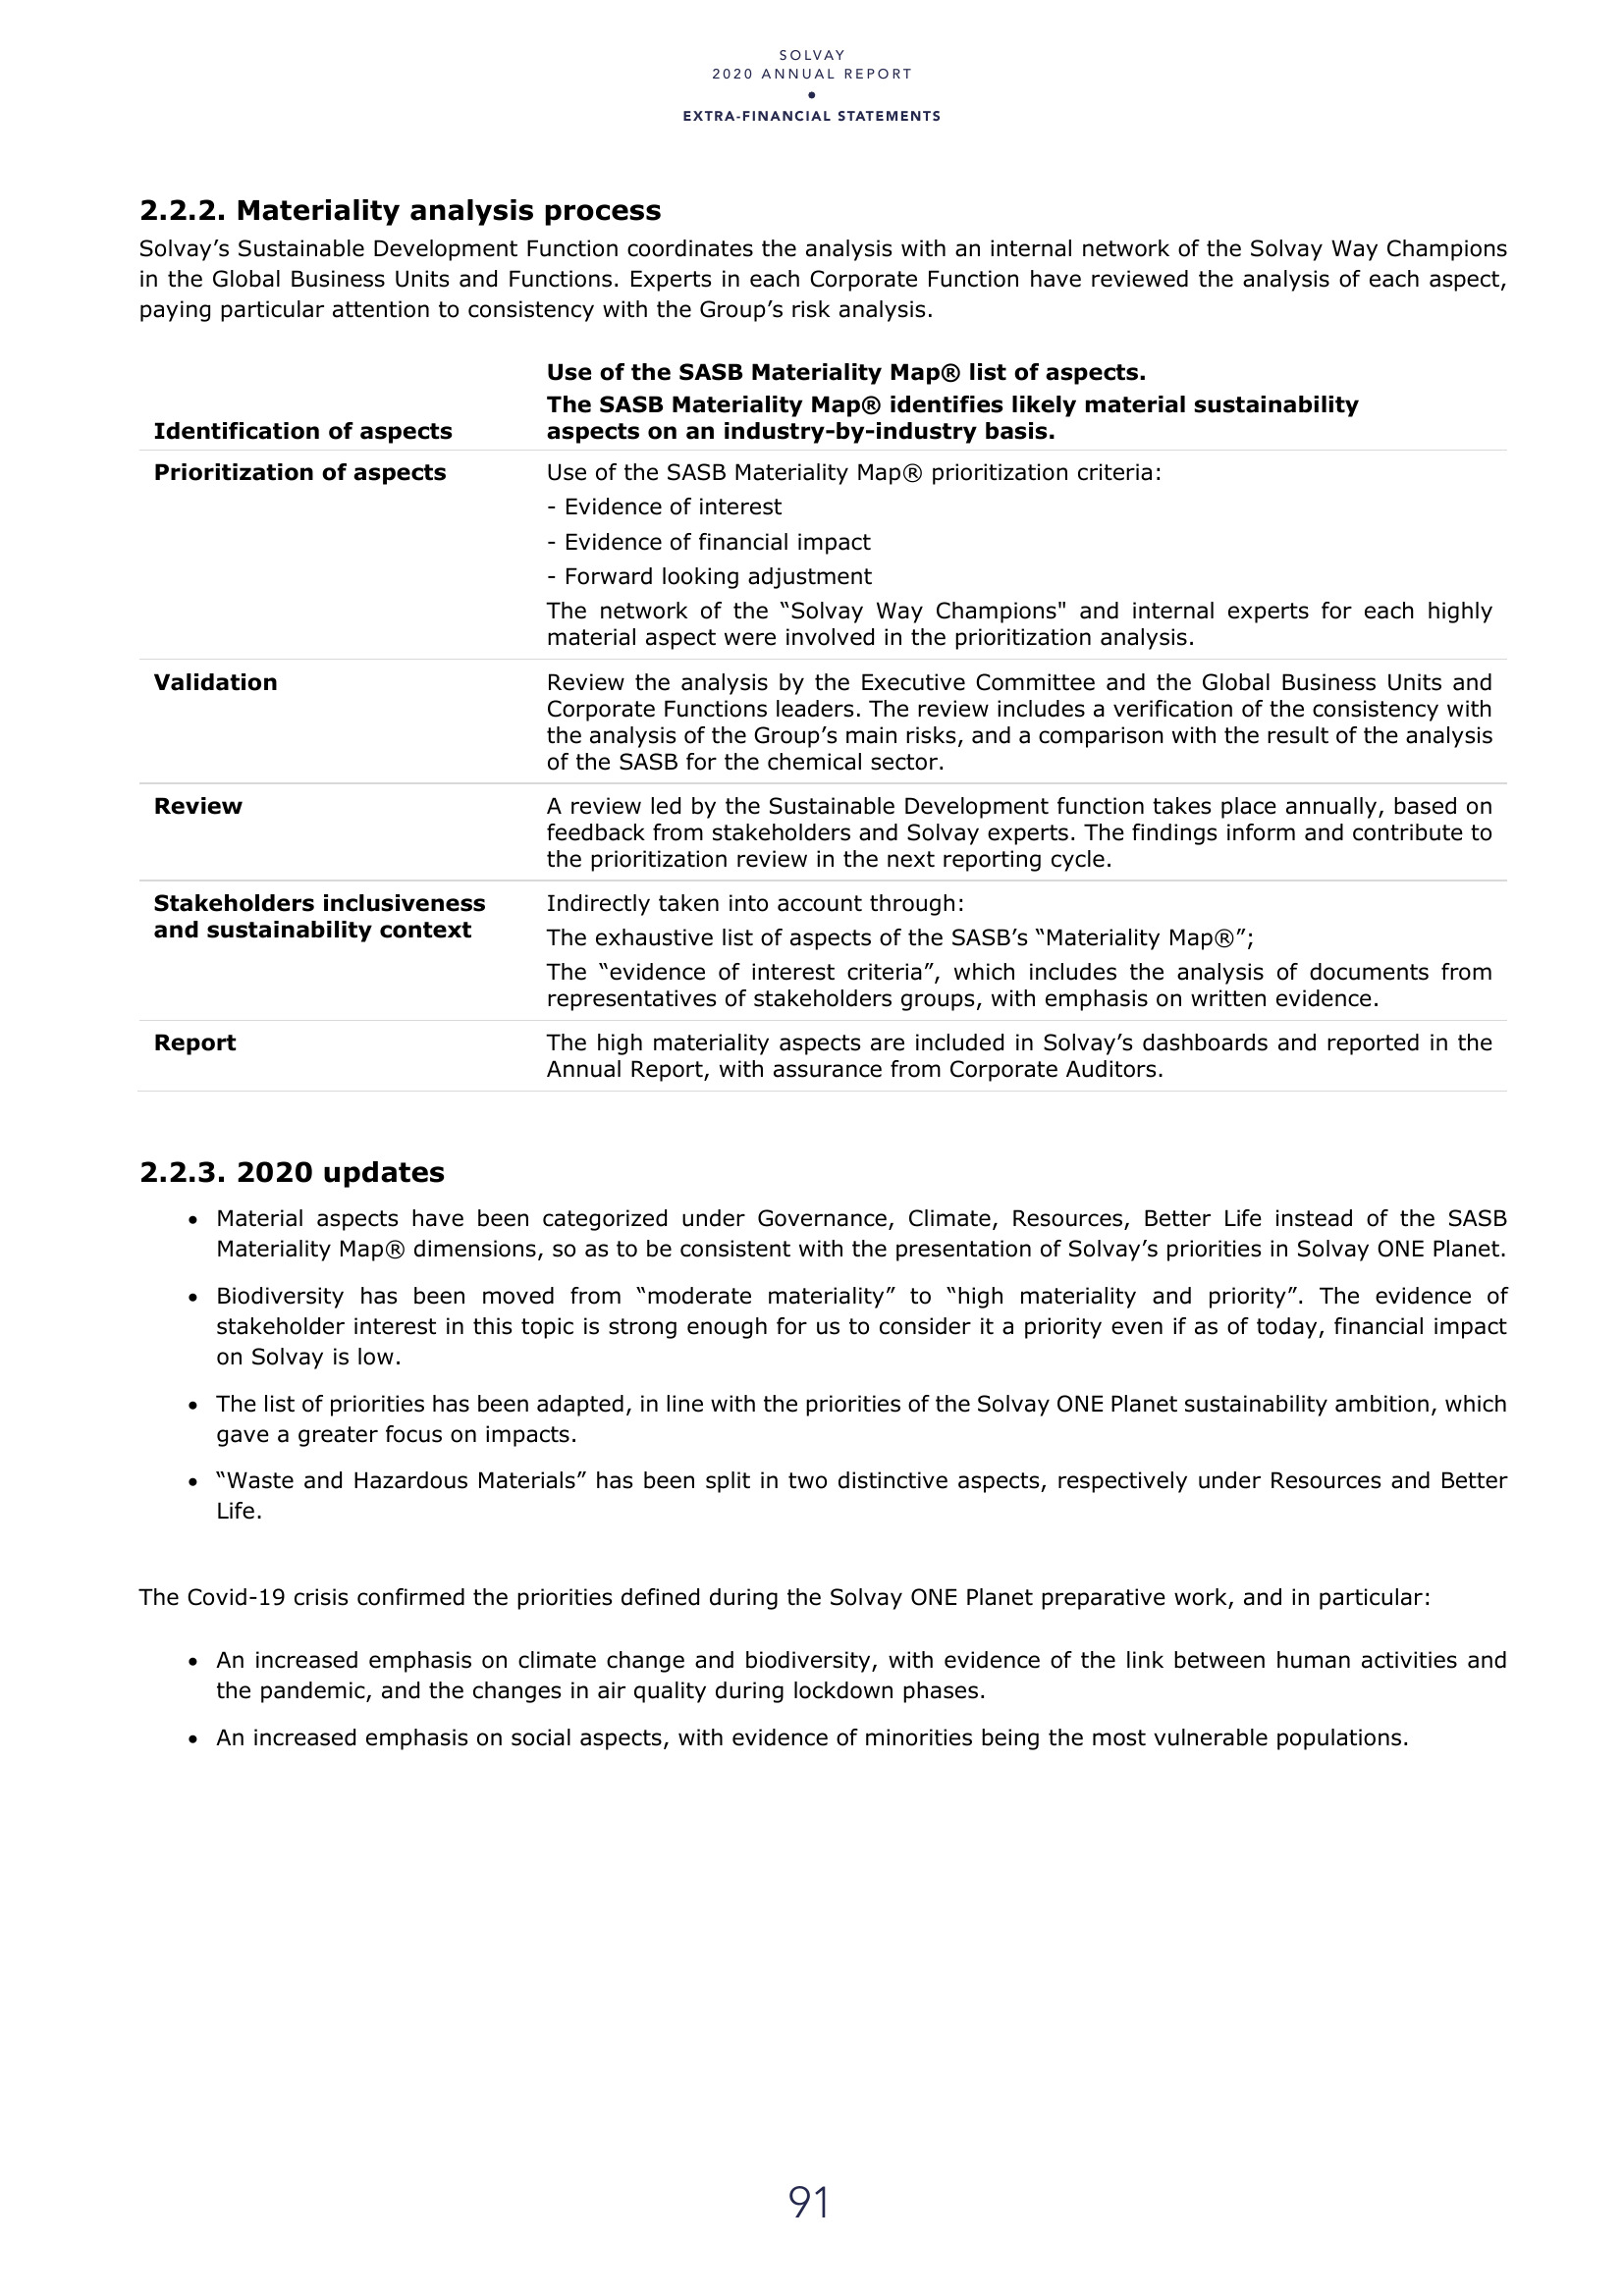 SOLVAY
2020 ANNUAL REPORT
•
EXTRA-FINANCIAL STATEMENTS
2.2.2. Materiality analysis process
Solvay’s Sustainable Development Function coordinates the analysis with an internal network of the Solvay Way Champions
in the Global Business Units and Functions. Experts in each Corporate Function have reviewed the analysis of each aspect,
paying particular attention to consistency with the Group’s risk analysis.
Identification of aspects
Use of the SASB Materiality Map® list of aspects.
The SASB Materiality Map® identifies likely material sustainability
aspects on an industry-by-industry basis.
Prioritization of aspects
Use of the SASB Materiality Map® prioritization criteria:
- Evidence of interest
- Evidence of financial impact
- Forward looking adjustment
The network of the “Solvay Way Champions" and internal experts for each highly
material aspect were involved in the prioritization analysis.
Validation
Review the analysis by the Executive Committee and the Global Business Units and
Corporate Functions leaders. The review includes a verification of the consistency with
the analysis of the Group’s main risks, and a comparison with the result of the analysis
of the SASB for the chemical sector.
Review
A review led by the Sustainable Development function takes place annually, based on
feedback from stakeholders and Solvay experts. The findings inform and contribute to
the prioritization review in the next reporting cycle.
Stakeholders inclusiveness
and sustainability context
Indirectly taken into account through:
The exhaustive list of aspects of the SASB’s “Materiality Map®”;
The “evidence of interest criteria”, which includes the analysis of documents from
representatives of stakeholders groups, with emphasis on written evidence.
Report
The high materiality aspects are included in Solvay’s dashboards and reported in the
Annual Report, with assurance from Corporate Auditors.
2.2.3. 2020 updates
• Material aspects have been categorized under Governance, Climate, Resources, Better Life instead of the SASB
Materiality Map® dimensions, so as to be consistent with the presentation of Solvay’s priorities in Solvay ONE Planet.
• Biodiversity has been moved from “moderate materiality” to “high materiality and priority”. The evidence of
stakeholder interest in this topic is strong enough for us to consider it a priority even if as of today, financial impact
on Solvay is low.
• The list of priorities has been adapted, in line with the priorities of the Solvay ONE Planet sustainability ambition, which
gave a greater focus on impacts.
• “Waste and Hazardous Materials” has been split in two distinctive aspects, respectively under Resources and Better
Life.
The Covid-19 crisis confirmed the priorities defined during the Solvay ONE Planet preparative work, and in particular:
• An increased emphasis on climate change and biodiversity, with evidence of the link between human activities and
the pandemic, and the changes in air quality during lockdown phases.
• An increased emphasis on social aspects, with evidence of minorities being the most vulnerable populations.
91